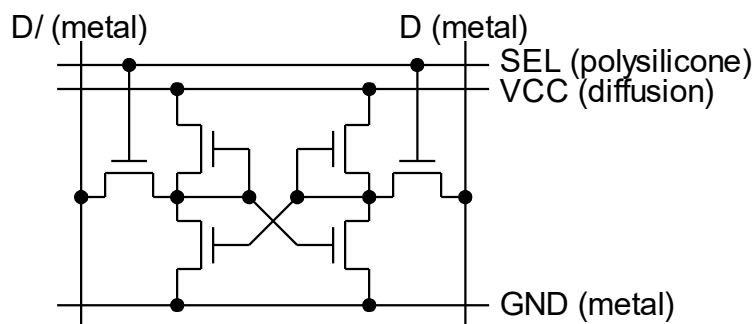 D/ (metal)
D (metal)
SEL (polysilicone)
VCC (diffusion)
GND (metal)